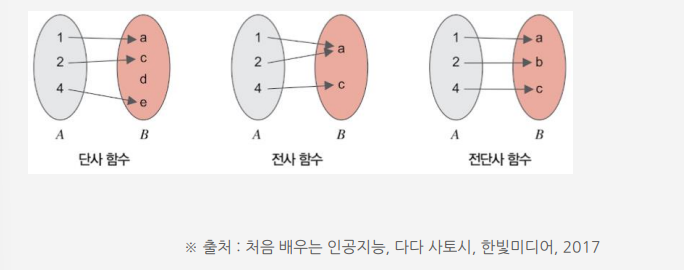 1 a 1 1 a
2 c 2 a 2 b
d
4 e 4 c 4 c
A B A B A B
단사 함수 전사 함수 전단사 함수
※ 출처 : 처음 배우는 인공지능, 다다 사토시, 한빛미디어, 2017